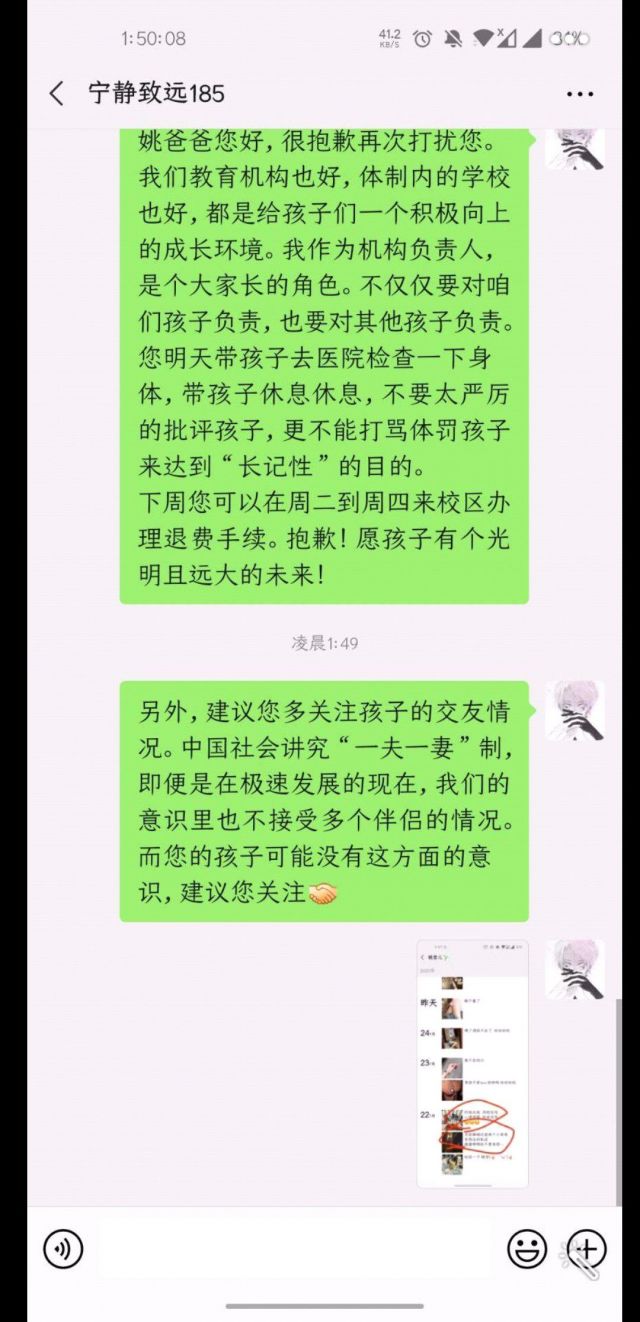 1:50:08
41.2
KB/S
宁静致远185
姚爸爸您好，很抱歉再次打扰您。
我们教育机构也好，体制内的学校
也好，都是给孩子们一个积极向上
的成长环境。我作为机构负责人，
是个大家长的角色。不仅仅要对咱
们孩子负责，也要对其他孩子负责。
您明天带孩子去医院检查一下身
体，带孩子休息休息，不要太严厉
的批评孩子，更不能打骂体罚孩子
来达到“长记性”的目的。
下周您可以在周二到周四来校区办
理退费手续。抱歉！愿孩子有个光
明且远大的未来！
凌晨1:49
另外，建议您多关注孩子的交友情
况。中国社会讲究“一夫一妻”制，
即便是在极速发展的现在，我们的
意识里也不接受多个伴侣的情况。
而您的孩子可能没有这方面的意
识，建议您关注
昨天
24
23
22